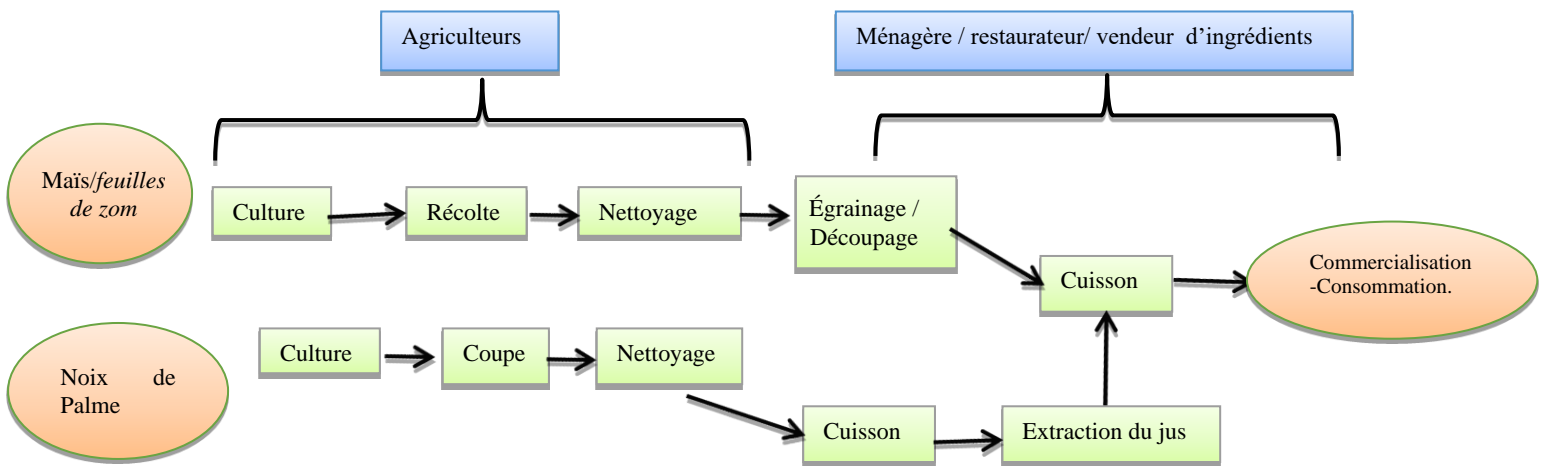 Agriculteurs
Ménagère / restaurateur/ vendeur d’ingrédients
Maïs/feuilles
de zom
Culture
Récolte
Nettoyage
Égrainage /
Découpage
Cuisson
Commercialisation
-Consommation.
Noix de
Palme
Culture
Coupe
Nettoyage
Cuisson
Extraction du jus